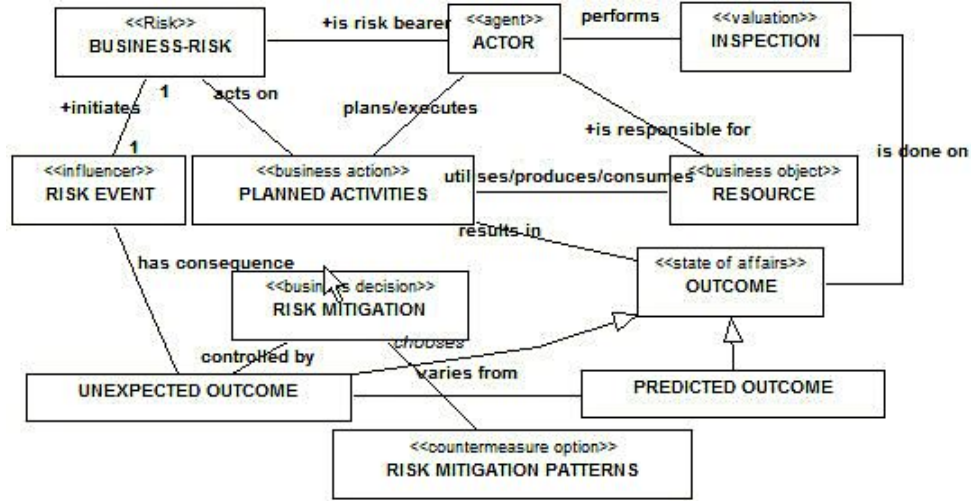 <<Risk>>
BUSINESS-RISK
+is risk bearer
<<agent>>
ACTOR
performs
<<valuation>>
INSPECTION
1
acts on
+initiates
plans/executes
+is responsible for
1
is done on
<<influencer>>
RISK EVENT
<<business action>>
PLANNED ACTIVITIES
utilises/produces/consumes
<<business object>>
RESOURCE
results in
has consequence
<<state of affairs>>
OUTCOME
<<business decision>>
RISK MITIGATION
chooses
controlled by
varies from
UNEXPECTED OUTCOME
PREDICTED OUTCOME
<<countermeasure option>>
RISK MITIGATION PATTERNS